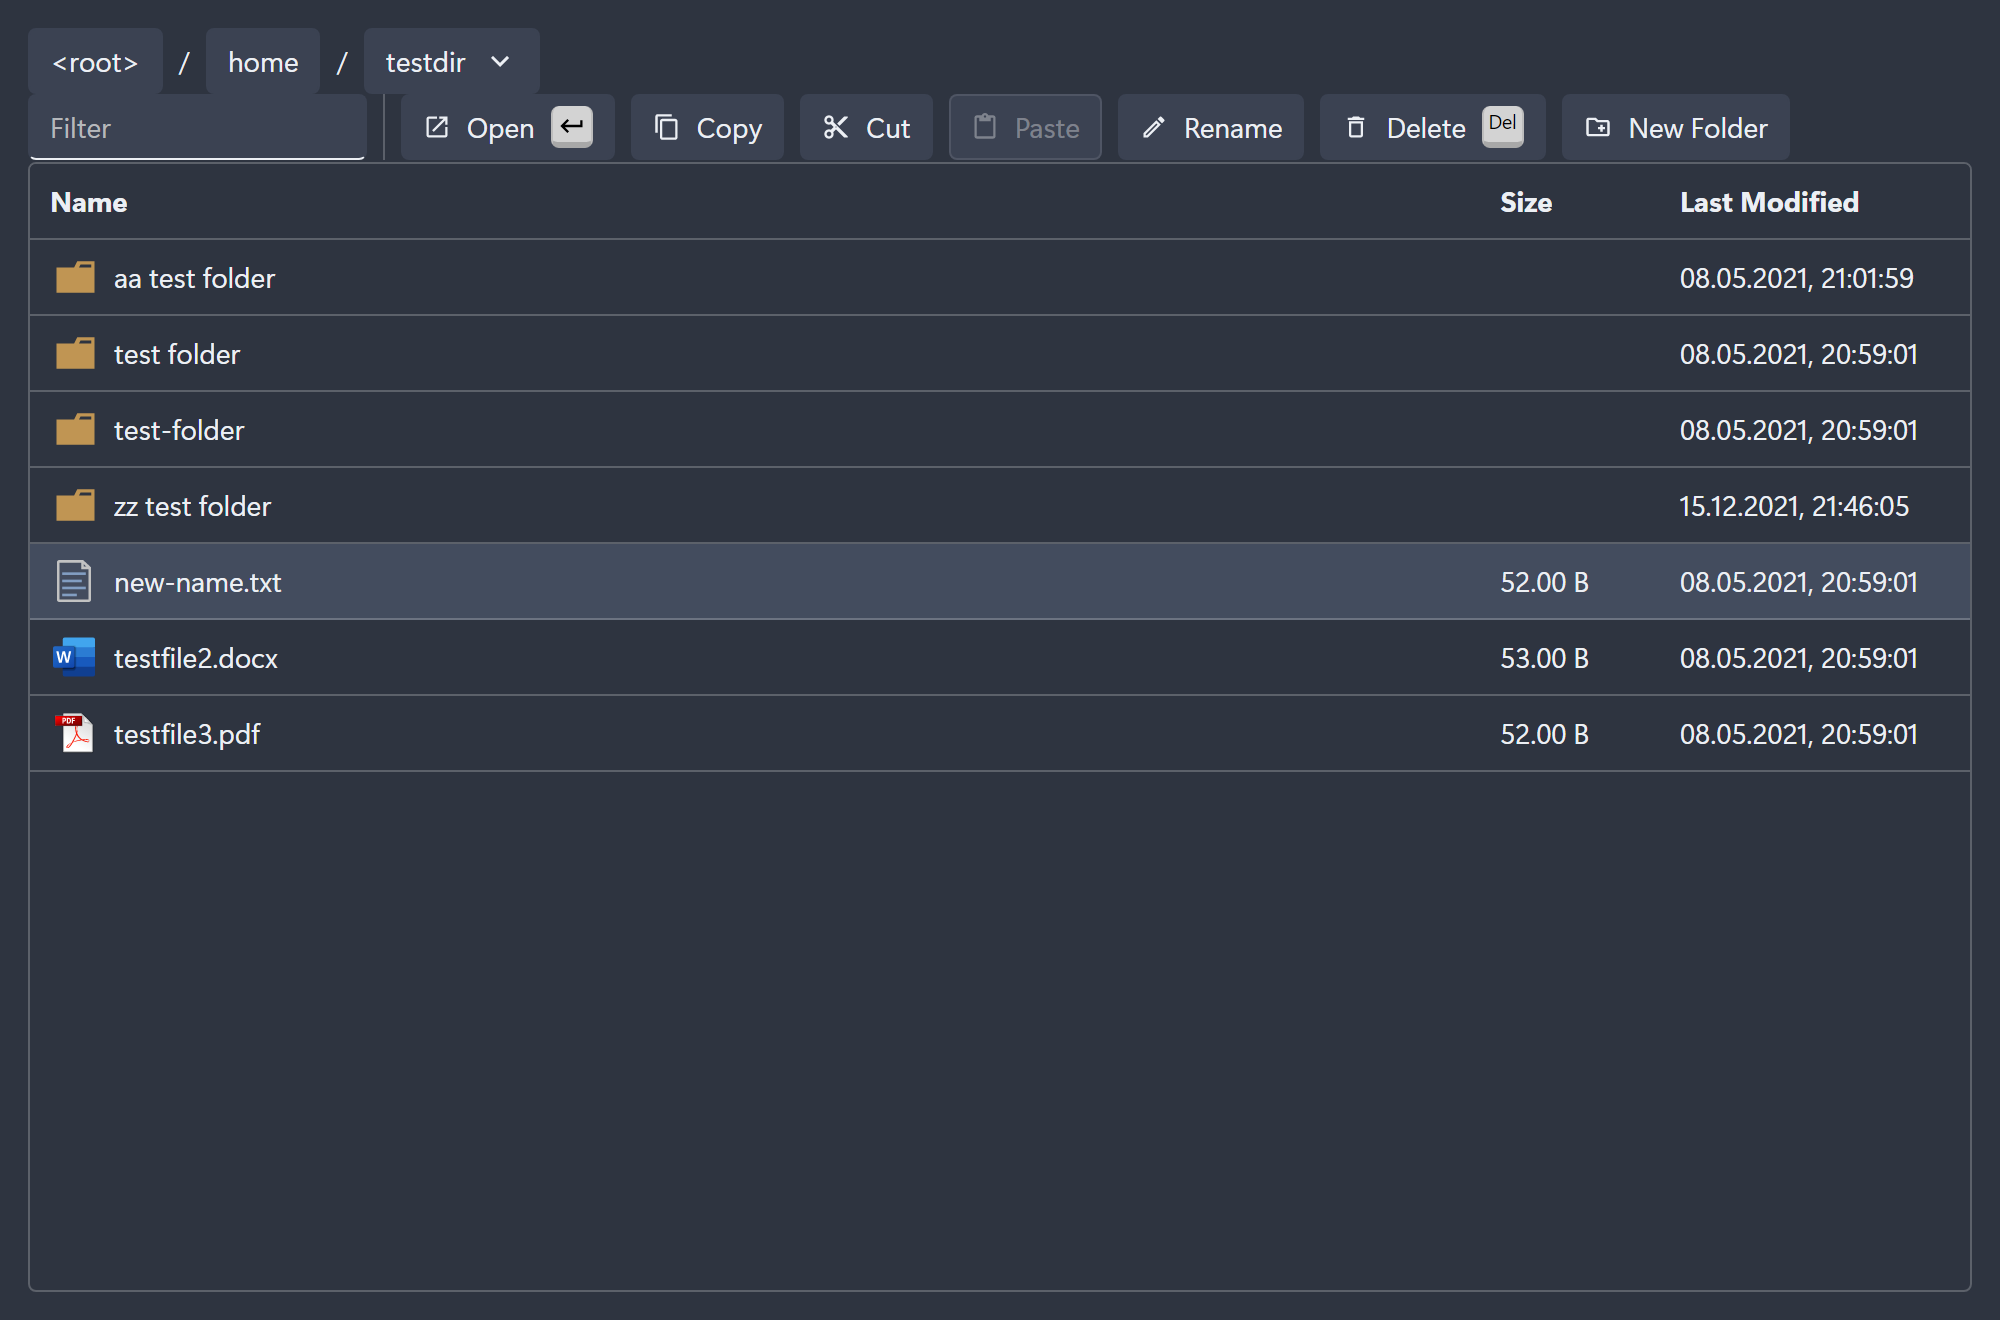 <root> / home / testdir
Filter Open Copy Cut Paste Rename Delete Del New Folder
Name Size Last Modified
aa test folder 08.05.2021, 21:01:59
test folder 08.05.2021, 20:59:01
test-folder 08.05.2021, 20:59:01
zz test folder 15.12.2021, 21:46:05
new-name.txt 52.00 B 08.05.2021, 20:59:01
W testfile2.docx 53.00 B 08.05.2021, 20:59:01
PDF testfile3.pdf 52.00 B 08.05.2021, 20:59:01